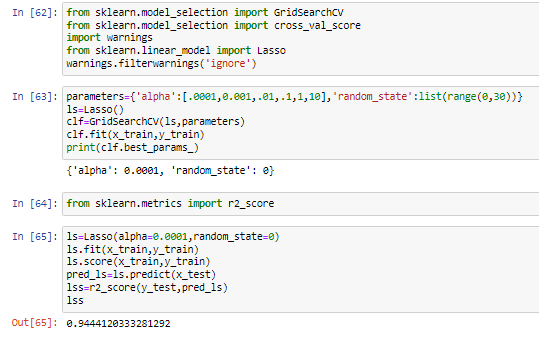 In [62]: from sklearn.model_selection import GridSearchCV
from sklearn.model_selection import cross_val_score
import warnings
from sklearn.linear_model import Lasso
warnings.filterwarnings('ignore')
In [63]: parameters={'alpha':[.0001,0.001,.01,.1,1,10],'random_state':list(range(0,30))}
ls=Lasso()
clf=GridSearchCV(ls,parameters)
clf.fit(x_train,y_train)
print(clf.best_params_)
{'alpha': 0.0001, 'random_state': 0}
In [64]: from sklearn.metrics import r2_score
In [65]: ls=Lasso(alpha=0.0001,random_state=0)
ls.fit(x_train,y_train)
ls.score(x_train,y_train)
pred_ls=ls.predict(x_test)
lss=r2_score(y_test,pred_ls)
lss
Out[65]: 0.9444120333281292